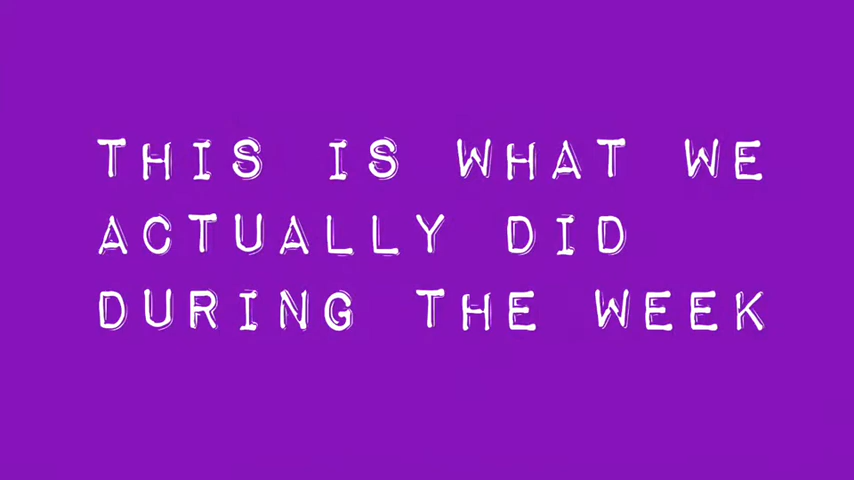 THIS IS WHAT WE
ACTUALLY DID
DURING THE WEEK